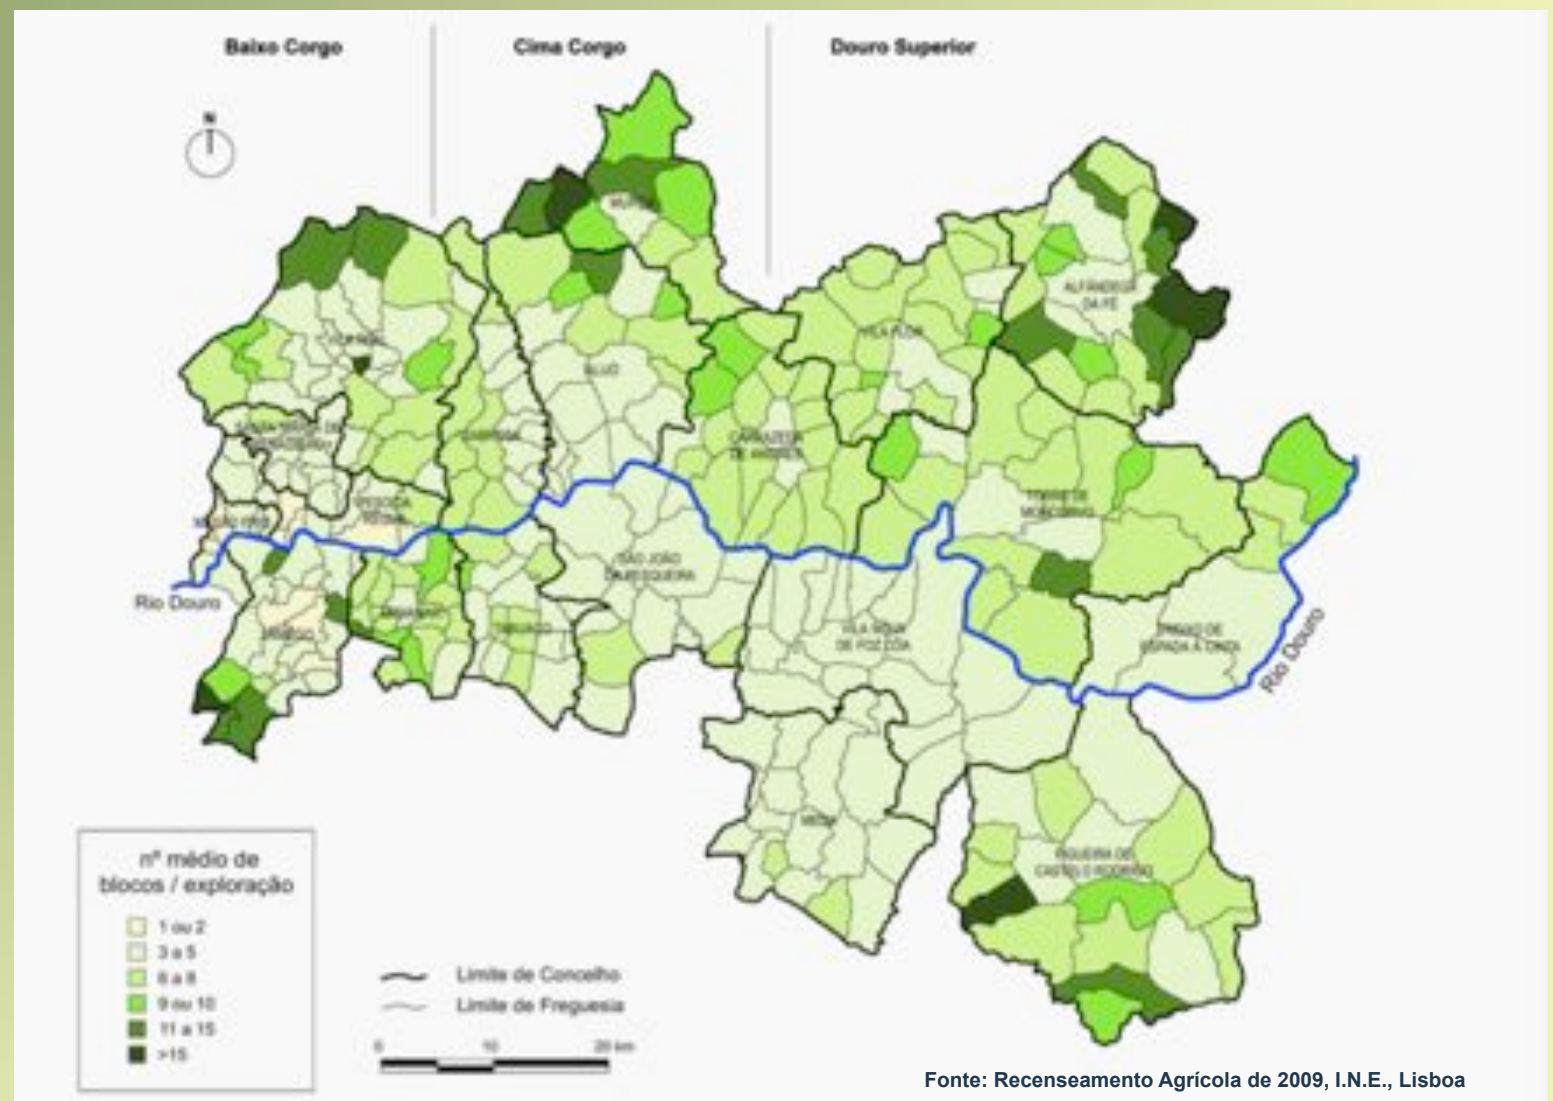 Baixo Corgo
Cima Corgo
Douro Superior
N
ALFÂNDEGA
DA FÉ
VILA FLOR
CARRAZEDA
DE ANSIÃES
TORRE DE
MONCORVO
SÃO JOÃO
DA PESQUEIRA
Rio Douro
VILA NOVA
DE FOZ CÔA
FREIXO DE
ESPADA À CINTA
Rio Douro
MEDA
FIGUEIRA DE
CASTELO RODRIGO
nº médio de
blocos / exploração
1 ou 2
3 a 5
6 a 8
9 ou 10
11 a 15
>15
Limite de Concelho
Limite de Freguesia
0 10 20 km
Fonte: Recenseamento Agrícola de 2009, I.N.E., Lisboa